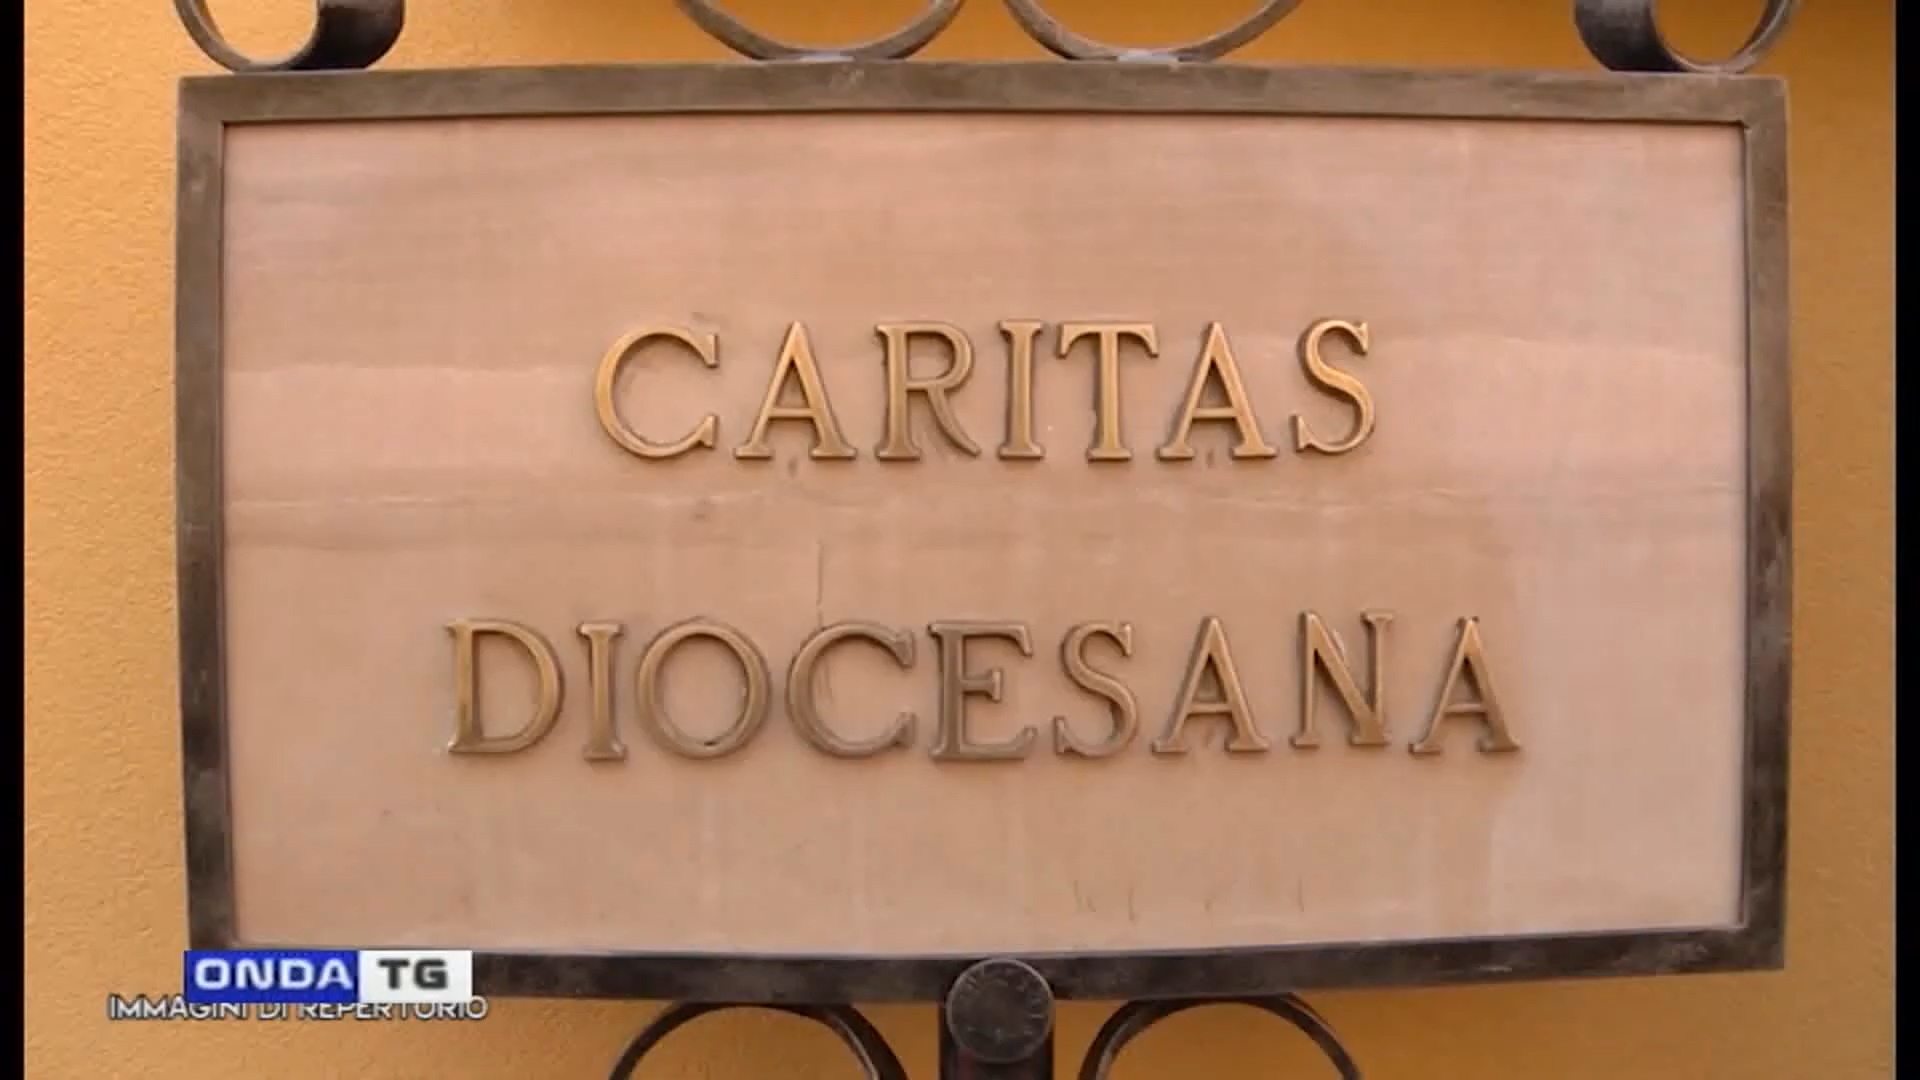 CARITAS
DIOCESANA
ONDA TG
IMMAGINI DI REPERTORIO